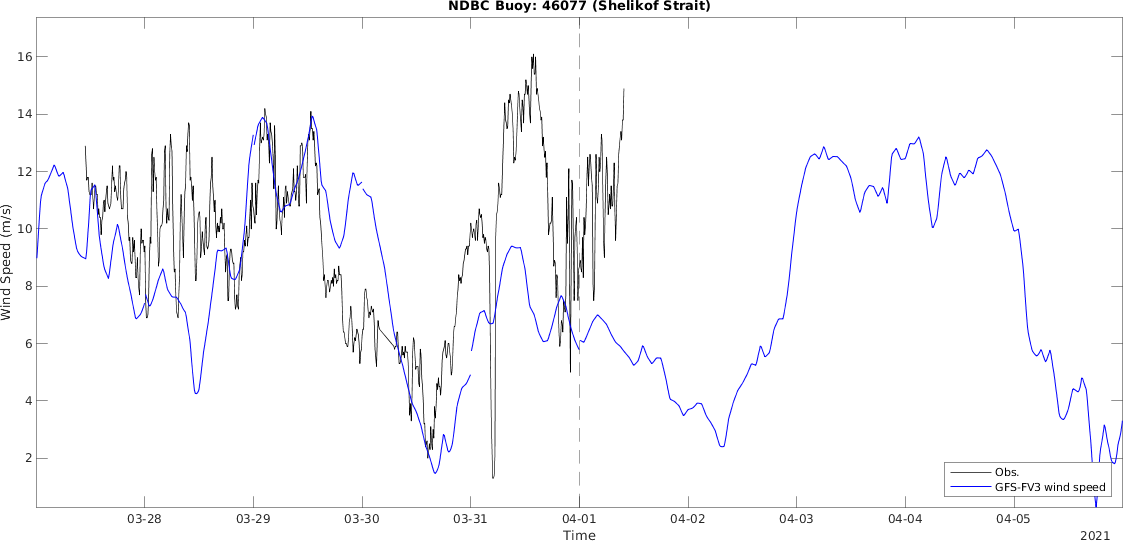 NDBC Buoy: 46077 (Shelikof Strait)
Wind Speed (m/s)
16
14
12
10
8
6
4
2
Obs.
GFS-FV3 wind speed
03-28 03-29 03-30 03-31 04-01 04-02 04-03 04-04 04-05
Time
2021